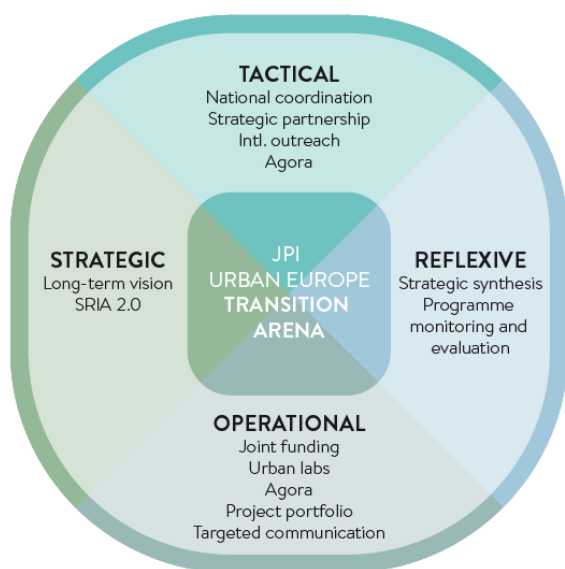 TACTICAL
National coordination
Strategic partnership
Intl. outreach
Agora
STRATEGIC
Long-term vision
SRIA 2.0
JPI
URBAN EUROPE
TRANSITION
ARENA
REFLEXIVE
Strategic synthesis
Programme
monitoring and
evaluation
OPERATIONAL
Joint funding
Urban labs
Agora
Project portfolio
Targeted communication